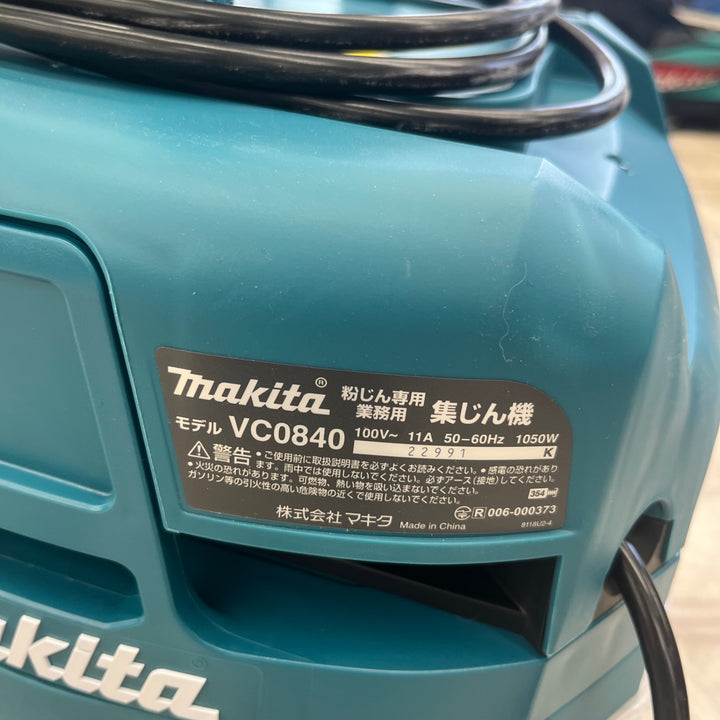 makita® 粉じん専用 業務用 集じん機
モデル VC0840 100V~ 11A 50-60Hz 1050W
22991 K
⚠警告 •ご使用前に取扱説明書を必ずよくお読みください。•感電の恐れがあり
ます。雨中では使用しないでください。必ずアース(接地)してください。
•火災の恐れがあります。可燃物、熱い物を吸い込まないでください。
ガソリン等の引火性の高い危険物の近くで使用しないでください。
354
R 006-000373
株式会社 マキタ Made in China 8118U2-4
makita